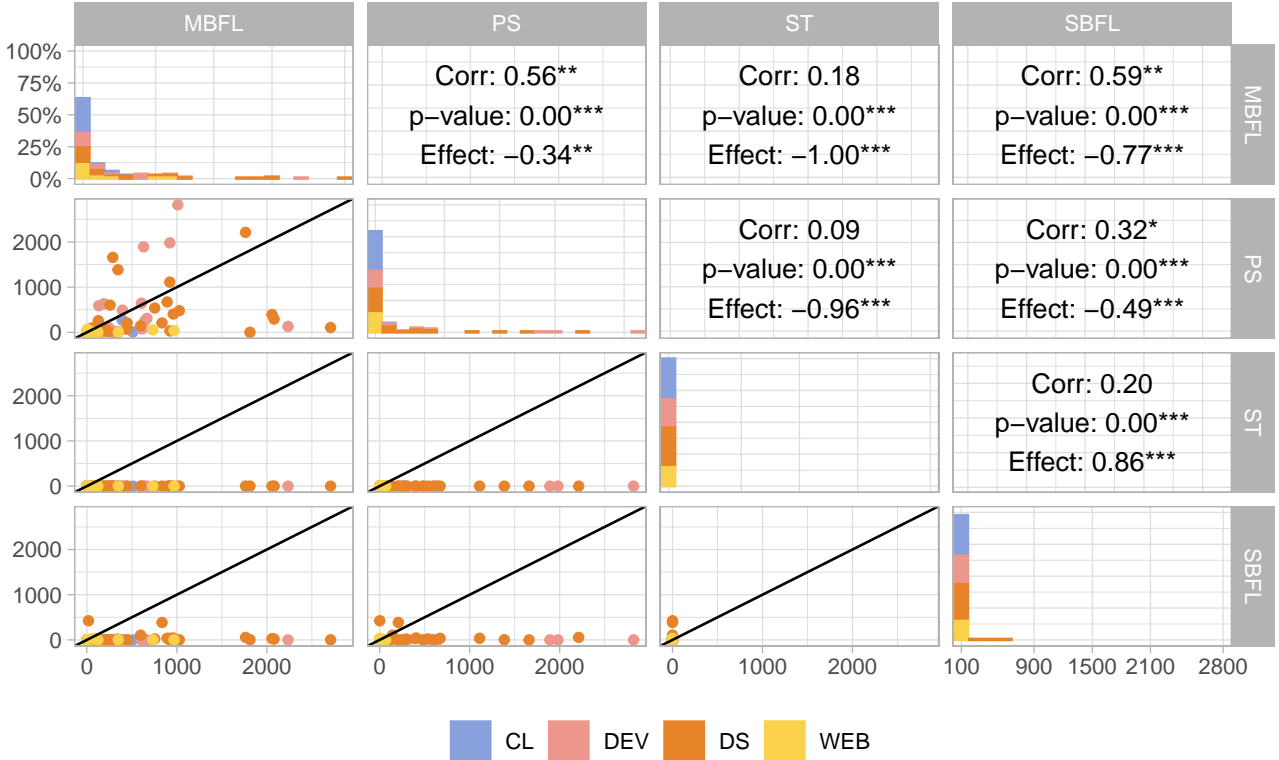 MBFL PS ST SBFL
100%
75%
50%
25%
0%
Corr: 0.56**
p−value: 0.00***
Effect: −0.34**
Corr: 0.18
p−value: 0.00***
Effect: −1.00***
Corr: 0.59**
p−value: 0.00***
Effect: −0.77***
MBFL
2000
1000
0
Corr: 0.09
p−value: 0.00***
Effect: −0.96***
Corr: 0.32*
p−value: 0.00***
Effect: −0.49***
PS
2000
1000
0
Corr: 0.20
p−value: 0.00***
Effect: 0.86***
ST
2000
1000
0
SBFL
0 1000 2000 0 1000 2000 0 1000 2000 100 900 1500 2100 2800
CL DEV DS WEB